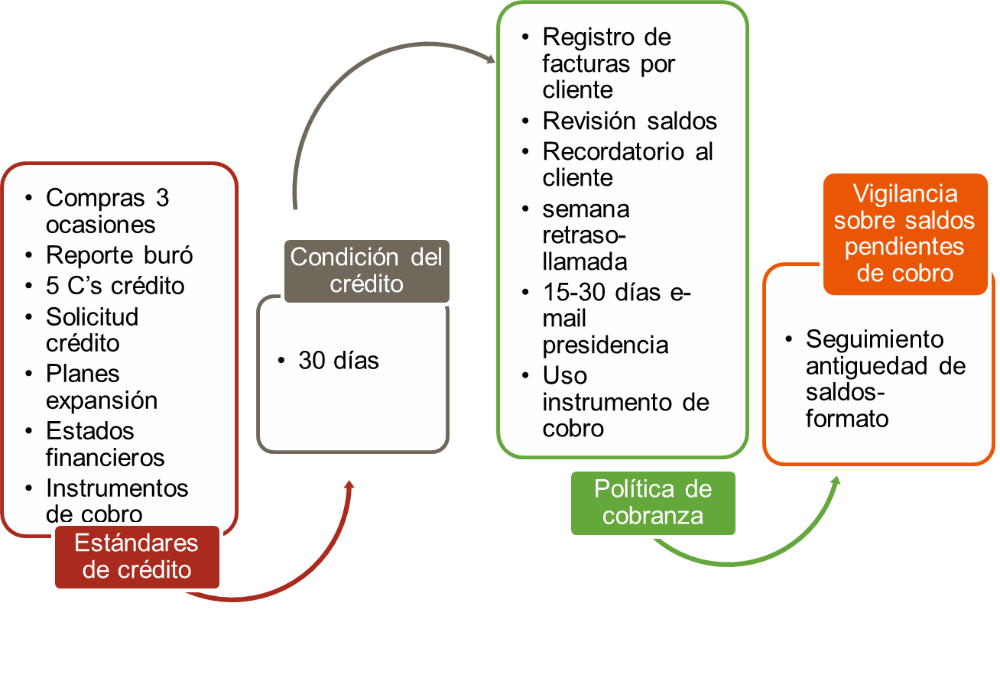 • Compras 3
ocasiones
• Reporte buró
• 5 C’s crédito
• Solicitud
crédito
• Planes
expansión
• Estados
financieros
• Instrumentos
de cobro
Estándares
de crédito
Condición del
crédito
• 30 días
• Registro de
facturas por
cliente
• Revisión saldos
• Recordatorio al
cliente
• semana
retraso-
llamada
• 15-30 días e-
mail
presidencia
• Uso
instrumento de
cobro
Política de
cobranza
Vigilancia
sobre saldos
pendientes
de cobro
• Seguimiento
antiguedad de
saldos-
formato